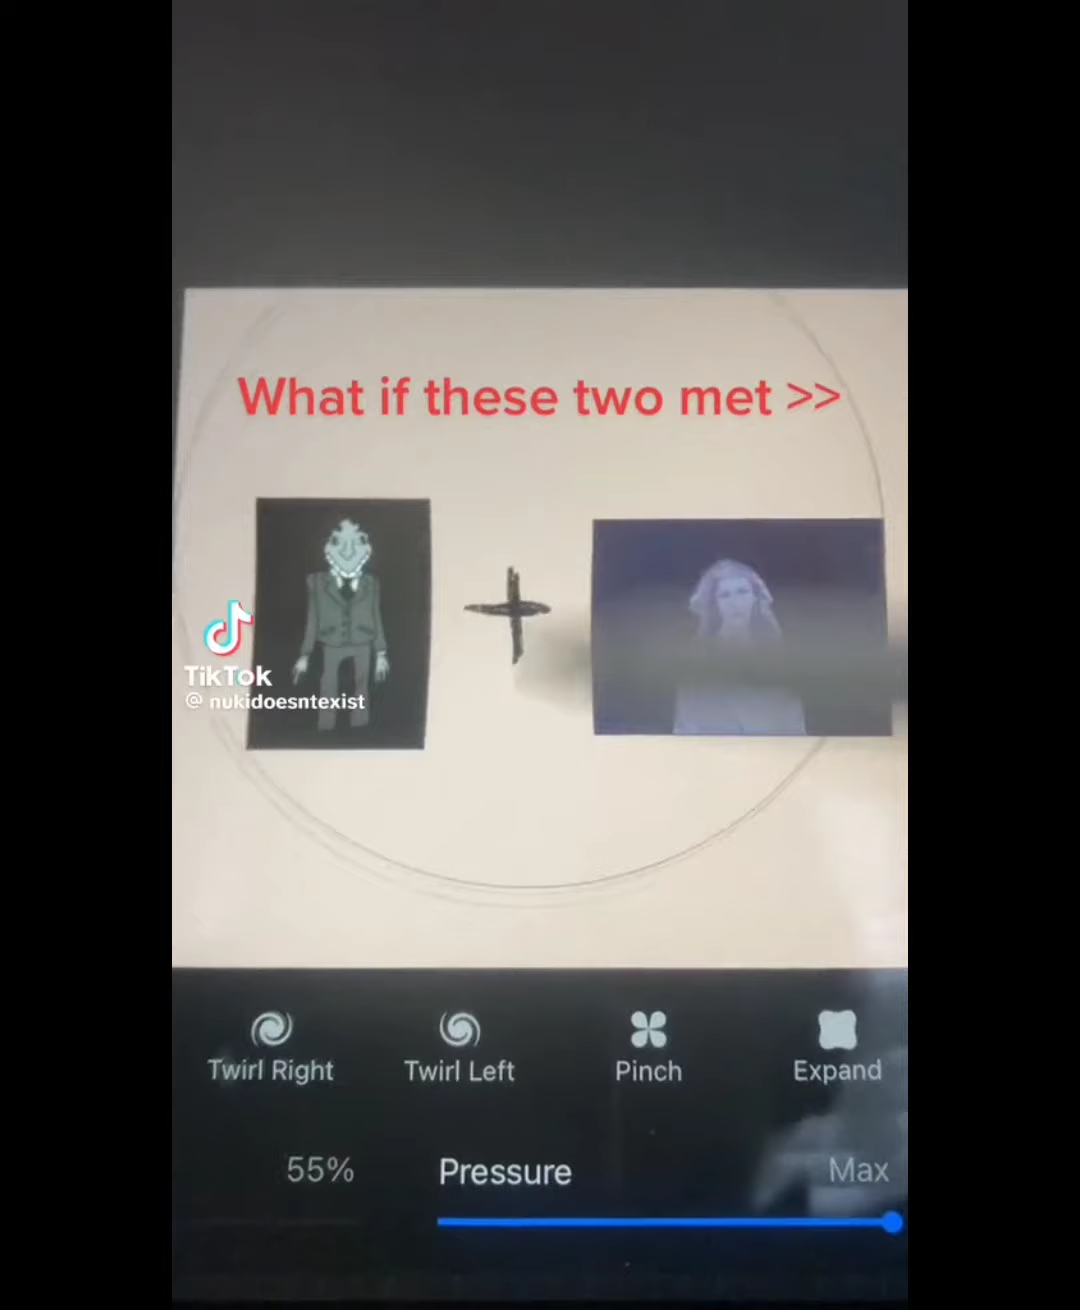 What if these two met >>
TikTok
@ nukidoesntexist
Twirl Right
Twirl Left
Pinch
Expand
55%
Pressure
Max